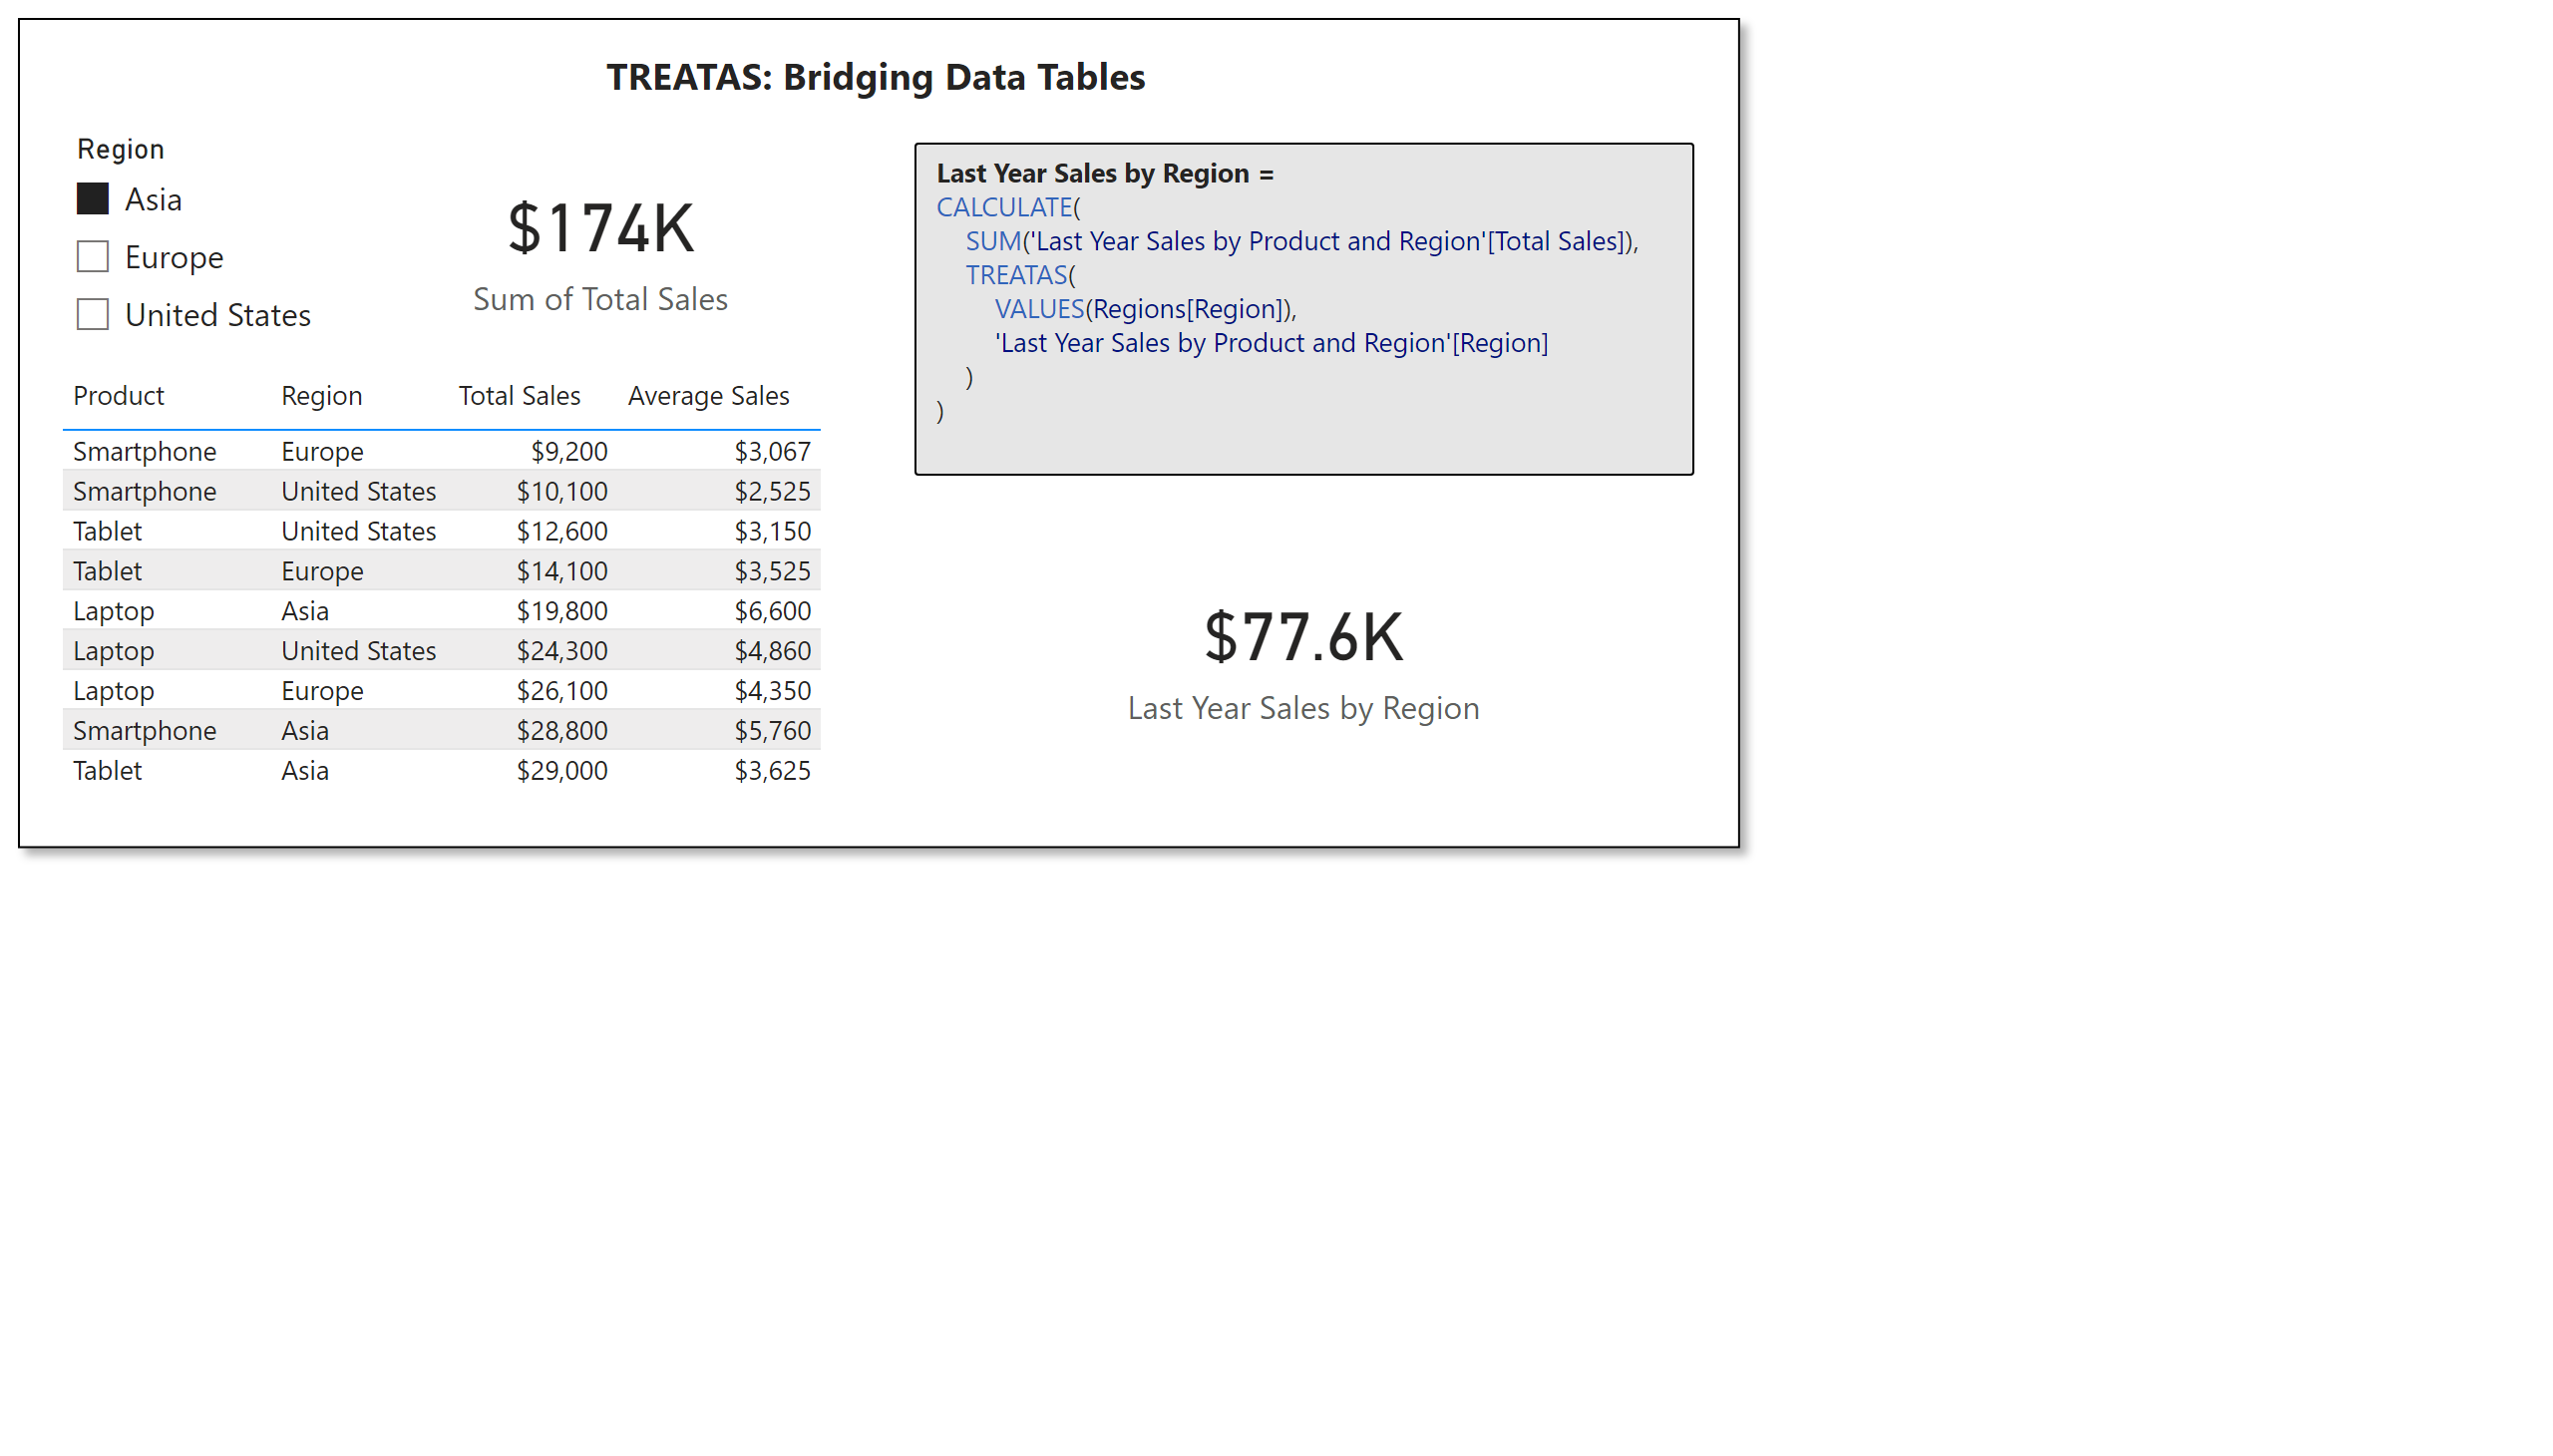 TREATAS: Bridging Data Tables
Region
Asia
Europe
United States
$174K
Sum of Total Sales
Product Region Total Sales Average Sales
Smartphone Europe $9,200 $3,067
Smartphone United States $10,100 $2,525
Tablet United States $12,600 $3,150
Tablet Europe $14,100 $3,525
Laptop Asia $19,800 $6,600
Laptop United States $24,300 $4,860
Laptop Europe $26,100 $4,350
Smartphone Asia $28,800 $5,760
Tablet Asia $29,000 $3,625
Last Year Sales by Region =
CALCULATE(
SUM('Last Year Sales by Product and Region'[Total Sales]),
TREATAS(
VALUES(Regions[Region]),
'Last Year Sales by Product and Region'[Region]
)
)
$77.6K
Last Year Sales by Region